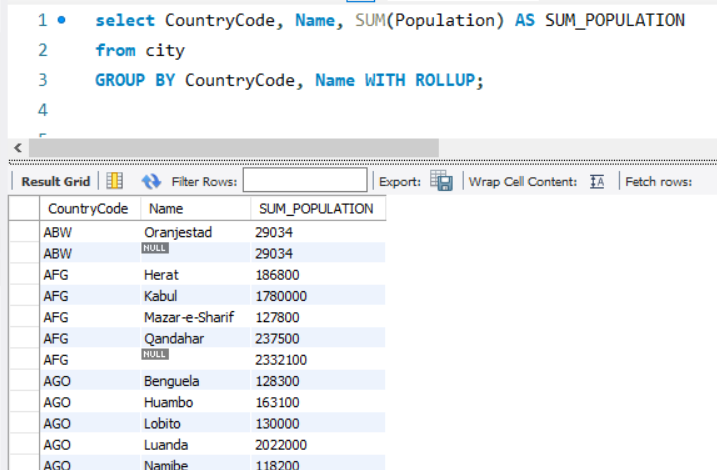 1 select CountryCode, Name, SUM(Population) AS SUM_POPULATION
2 from city
3 GROUP BY CountryCode, Name WITH ROLLUP;
4
Result Grid Filter Rows: Export: Wrap Cell Content: Fetch rows:
CountryCode Name SUM_POPULATION
ABW Oranjestad 29034
ABW NULL 29034
AFG Herat 186800
AFG Kabul 1780000
AFG Mazar-e-Sharif 127800
AFG Qandahar 237500
AFG NULL 2332100
AGO Benguela 128300
AGO Huambo 163100
AGO Lobito 130000
AGO Luanda 2022000
AGO Namibe 118200